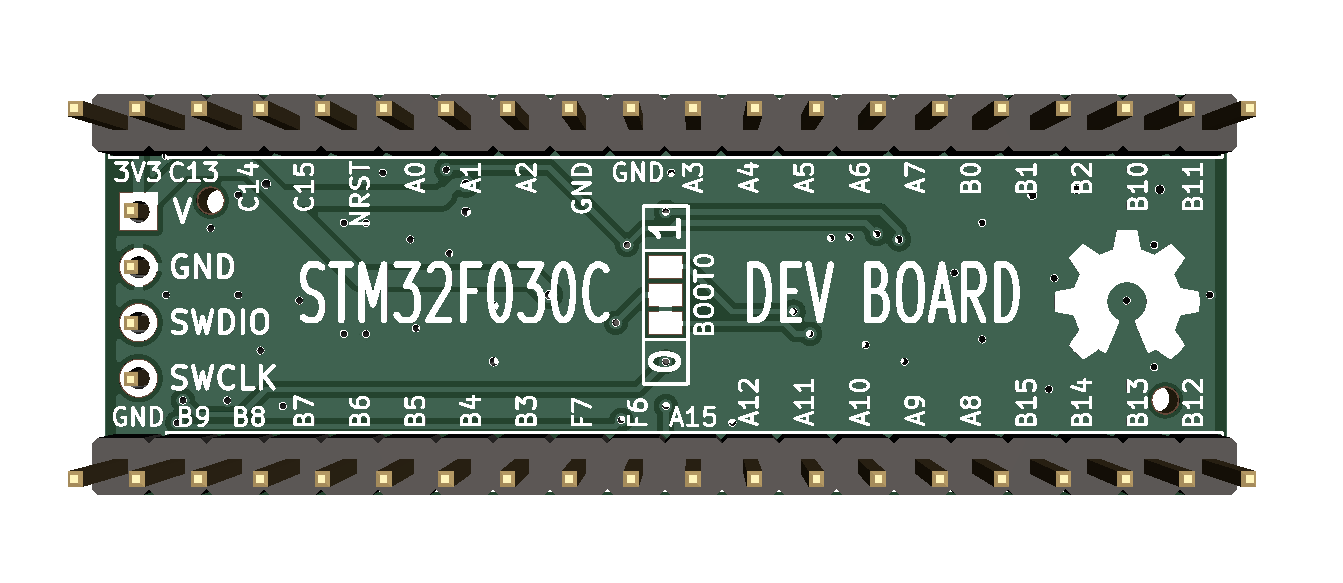 3V3 C13 C14 C15 NRST A0 A1 A2 GND GND A3 A4 A5 A6 A7 B0 B1 B2 B10 B11
V
1
GND
STM32F030C
BOOT0
DEV BOARD
SWDIO
0
SWCLK
GND B9 B8 B7 B6 B5 B4 B3 F7 F6 A15 A12 A11 A10 A9 A8 B15 B14 B13 B12